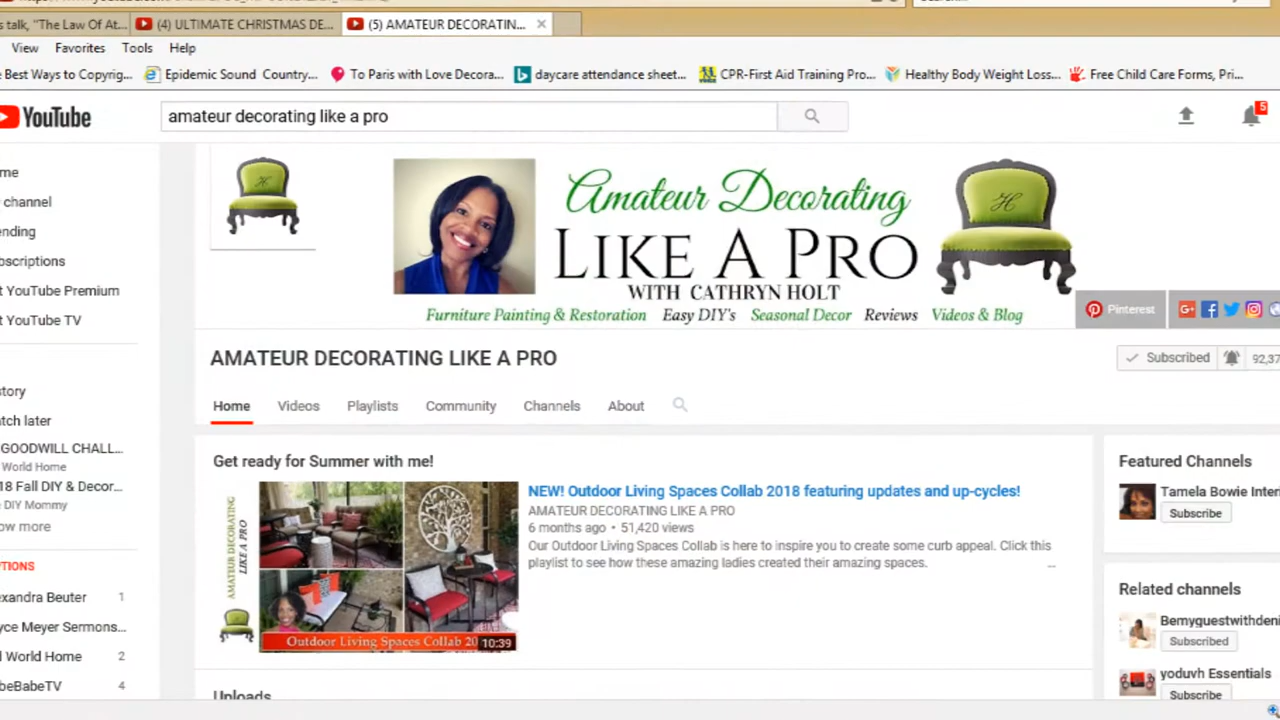 s talk, "The Law Of At...
(4) ULTIMATE CHRISTMAS DE...
(5) AMATEUR DECORATIN...
View Favorites Tools Help
e Best Ways to Copyrig...
Epidemic Sound Country...
To Paris with Love Decora...
daycare attendance sheet...
CPR-First Aid Training Pro...
Healthy Body Weight Loss...
Free Child Care Forms, Pri...
YouTube
amateur decorating like a pro
5
me
channel
ending
bscriptions
t YouTube Premium
t YouTube TV
story
tch later
GOODWILL CHALL...
World Home
18 Fall DIY & Decor...
e DIY Mommy
ow more
PTIONS
exandra Beuter 1
yce Meyer Sermons...
l World Home 2
beBabeTV 4
H
Amateur Decorating
LIKE A PRO
WITH CATHRYN HOLT
Furniture Painting & Restoration Easy DIY's Seasonal Decor Reviews Videos & Blog
H
Pinterest
AMATEUR DECORATING LIKE A PRO
Subscribed
92,37
Home Videos Playlists Community Channels About
Get ready for Summer with me!
AMATEUR DECORATING
LIKE A PRO
Outdoor Living Spaces Collab 20
10:39
NEW! Outdoor Living Spaces Collab 2018 featuring updates and up-cycles!
AMATEUR DECORATING LIKE A PRO
6 months ago • 51,420 views
Our Outdoor Living Spaces Collab is here to inspire you to create some curb appeal. Click this
playlist to see how these amazing ladies created their amazing spaces.
...
Uploads
Featured Channels
Tamela Bowie Interi
Subscribe
Related channels
Bemyguestwithdeni
Subscribed
yoduvh Essentials
Subscribe